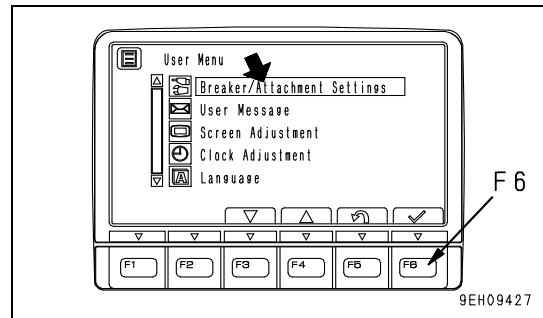 User Menu
Breaker/Attachment Settings
User Message
Screen Adjustment
Clock Adjustment
A Language
F6
F1 F2 F3 F4 F5 F6
9EH09427